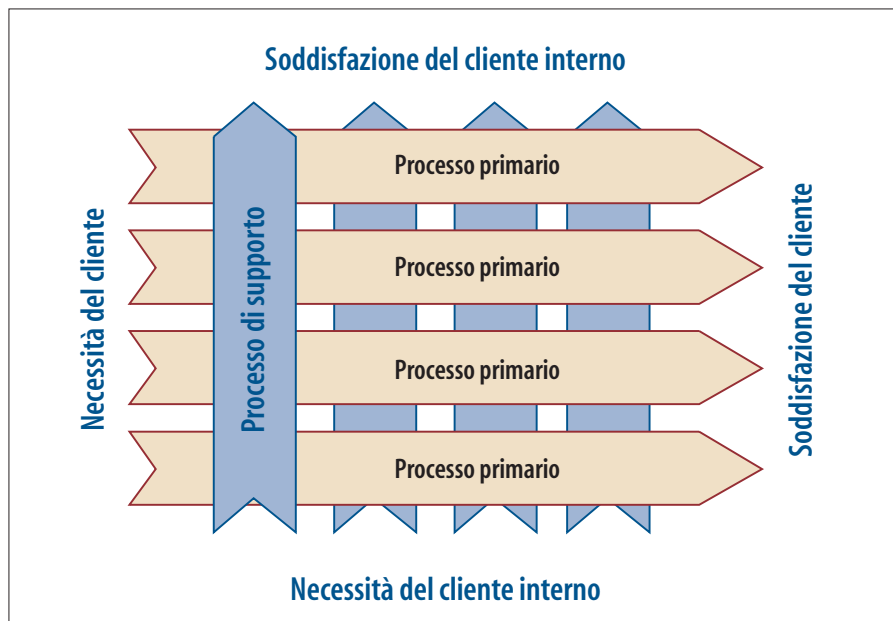 Soddisfazione del cliente interno
Processo primario
Processo primario
Processo primario
Processo primario
Processo di supporto
Necessità del cliente
Soddisfazione del cliente
Necessità del cliente interno